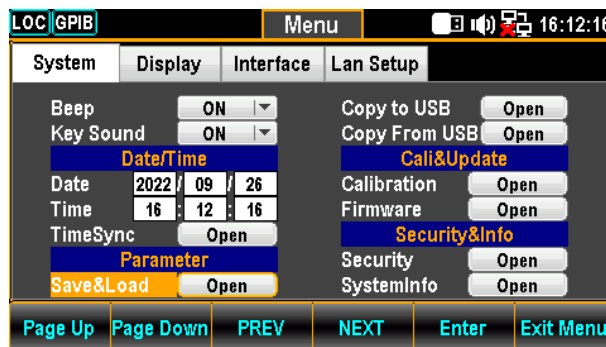 LOC GPIB Menu 16:12:16
System Display Interface Lan Setup
Beep ON
Key Sound ON
Date/Time
Date 2022 / 09 / 26
Time 16 : 12 : 16
TimeSync Open
Parameter
Save&Load Open
Copy to USB Open
Copy From USB Open
Cali&Update
Calibration Open
Firmware Open
Security&Info
Security Open
SystemInfo Open
Page Up Page Down PREV NEXT Enter Exit Menu